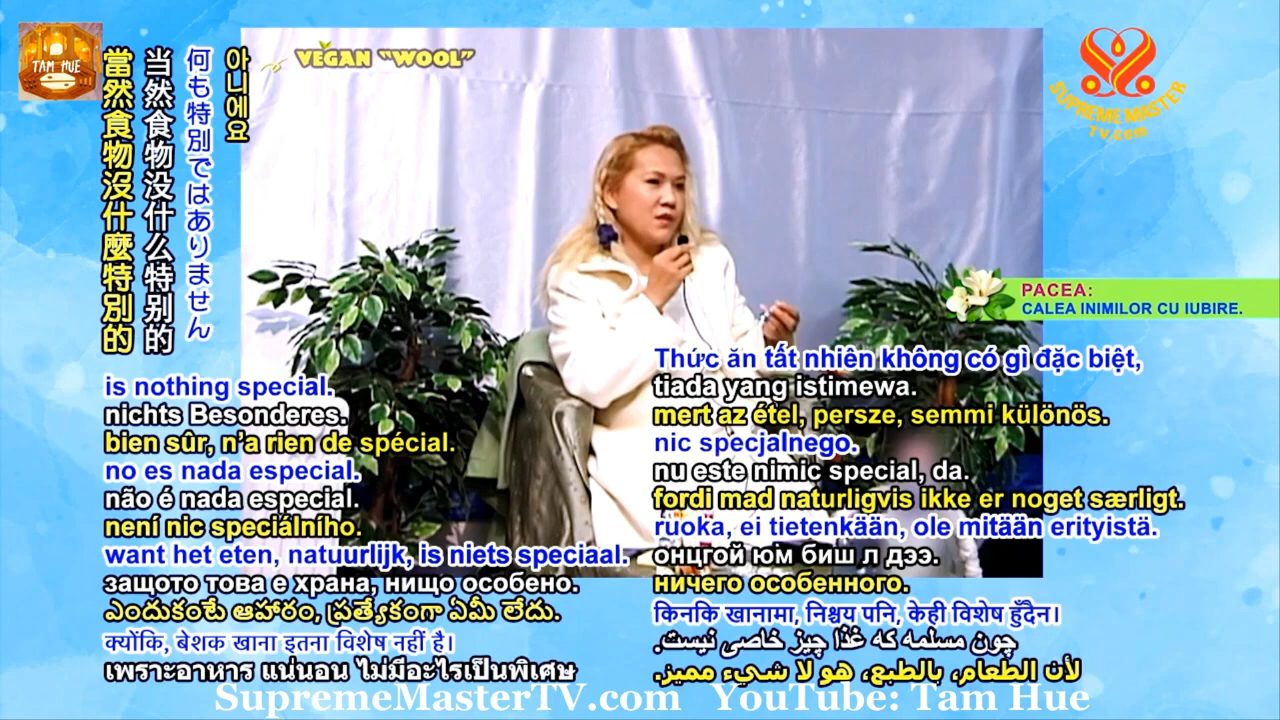 TAM HUE
VEGAN "WOOL"
SUPREME MASTER
TV.com
當然食物沒什麼特別的
当然食物没什么特别的
何も特別ではありません
아니에요
PACEA:
CALEA INIMILOR CU IUBIRE.
is nothing special.
nichts Besonderes.
bien sûr, n'a rien de spécial.
no es nada especial.
não é nada especial.
není nic speciálního.
want het eten, natuurlijk, is niets speciaal.
защото това е храна, нищо особено.
ఎందుకంటే ఆహారం, ప్రత్యేకంగా ఏమీ లేదు.
क्योंकि, बेशक खाना इतना विशेष नहीं है।
เพราะอาหาร แน่นอน ไม่มีอะไรเป็นพิเศษ
Thức ăn tất nhiên không có gì đặc biệt,
tiada yang istimewa.
mert az étel, persze, semmi különös.
nic specjalnego.
nu este nimic special, da.
fordi mad naturligvis ikke er noget særligt.
ruoka, ei tietenkään, ole mitään erityistä.
онцгой юм биш л дээ.
ничего особенного.
किनकि खानामा, निश्चय पनि, केही विशेष हुँदैन।
چون مسلمه که غذا چیز خاصی نیست.
لأن الطعام، بالطبع، هو لا شيء مميز.
SupremeMasterTV.com YouTube: Tam Hue